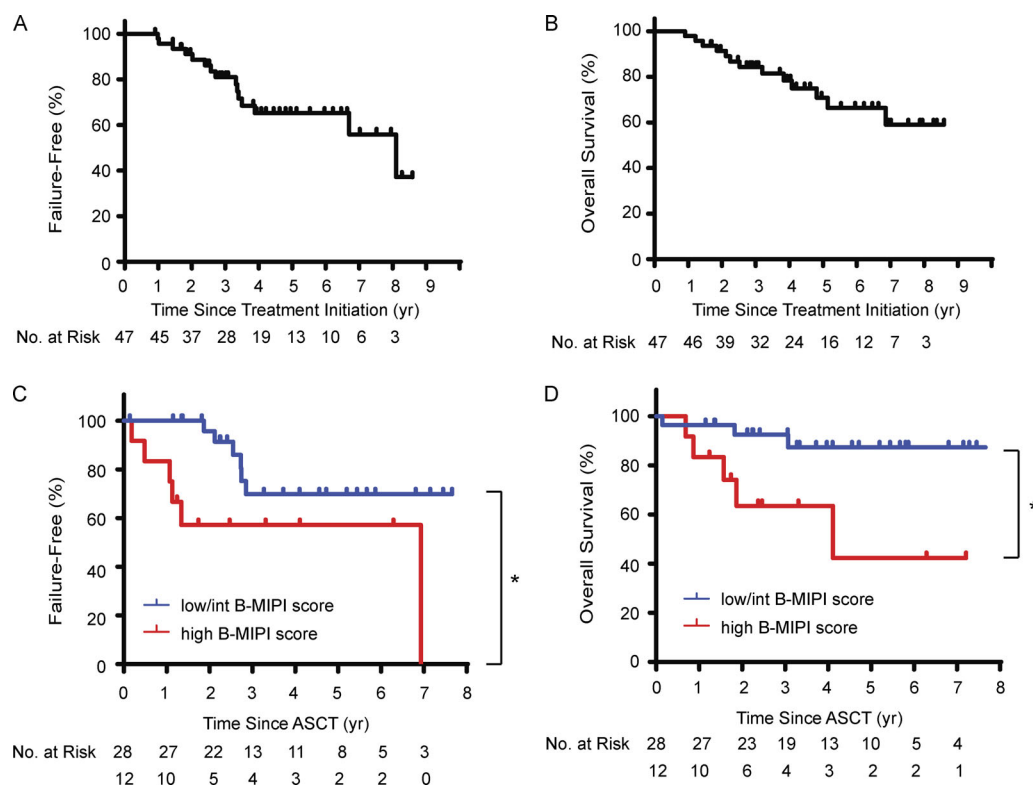 A
Failure-Free (%)
100
80
60
40
20
0
0 1 2 3 4 5 6 7 8 9
Time Since Treatment Initiation (yr)
No. at Risk 47 45 37 28 19 13 10 6 3
B
Overall Survival (%)
100
80
60
40
20
0
0 1 2 3 4 5 6 7 8 9
Time Since Treatment Initiation (yr)
No. at Risk 47 46 39 32 24 16 12 7 3
C
Failure-Free (%)
100
80
60
40
20
0
low/int B-MIPI score
high B-MIPI score
*
0 1 2 3 4 5 6 7 8
Time Since ASCT (yr)
No. at Risk 28 27 22 13 11 8 5 3
12 10 5 4 3 2 2 0
D
Overall Survival (%)
100
80
60
40
20
0
low/int B-MIPI score
high B-MIPI score
*
0 1 2 3 4 5 6 7 8
Time Since ASCT (yr)
No. at Risk 28 27 23 19 13 10 5 4
12 10 6 4 3 2 2 1